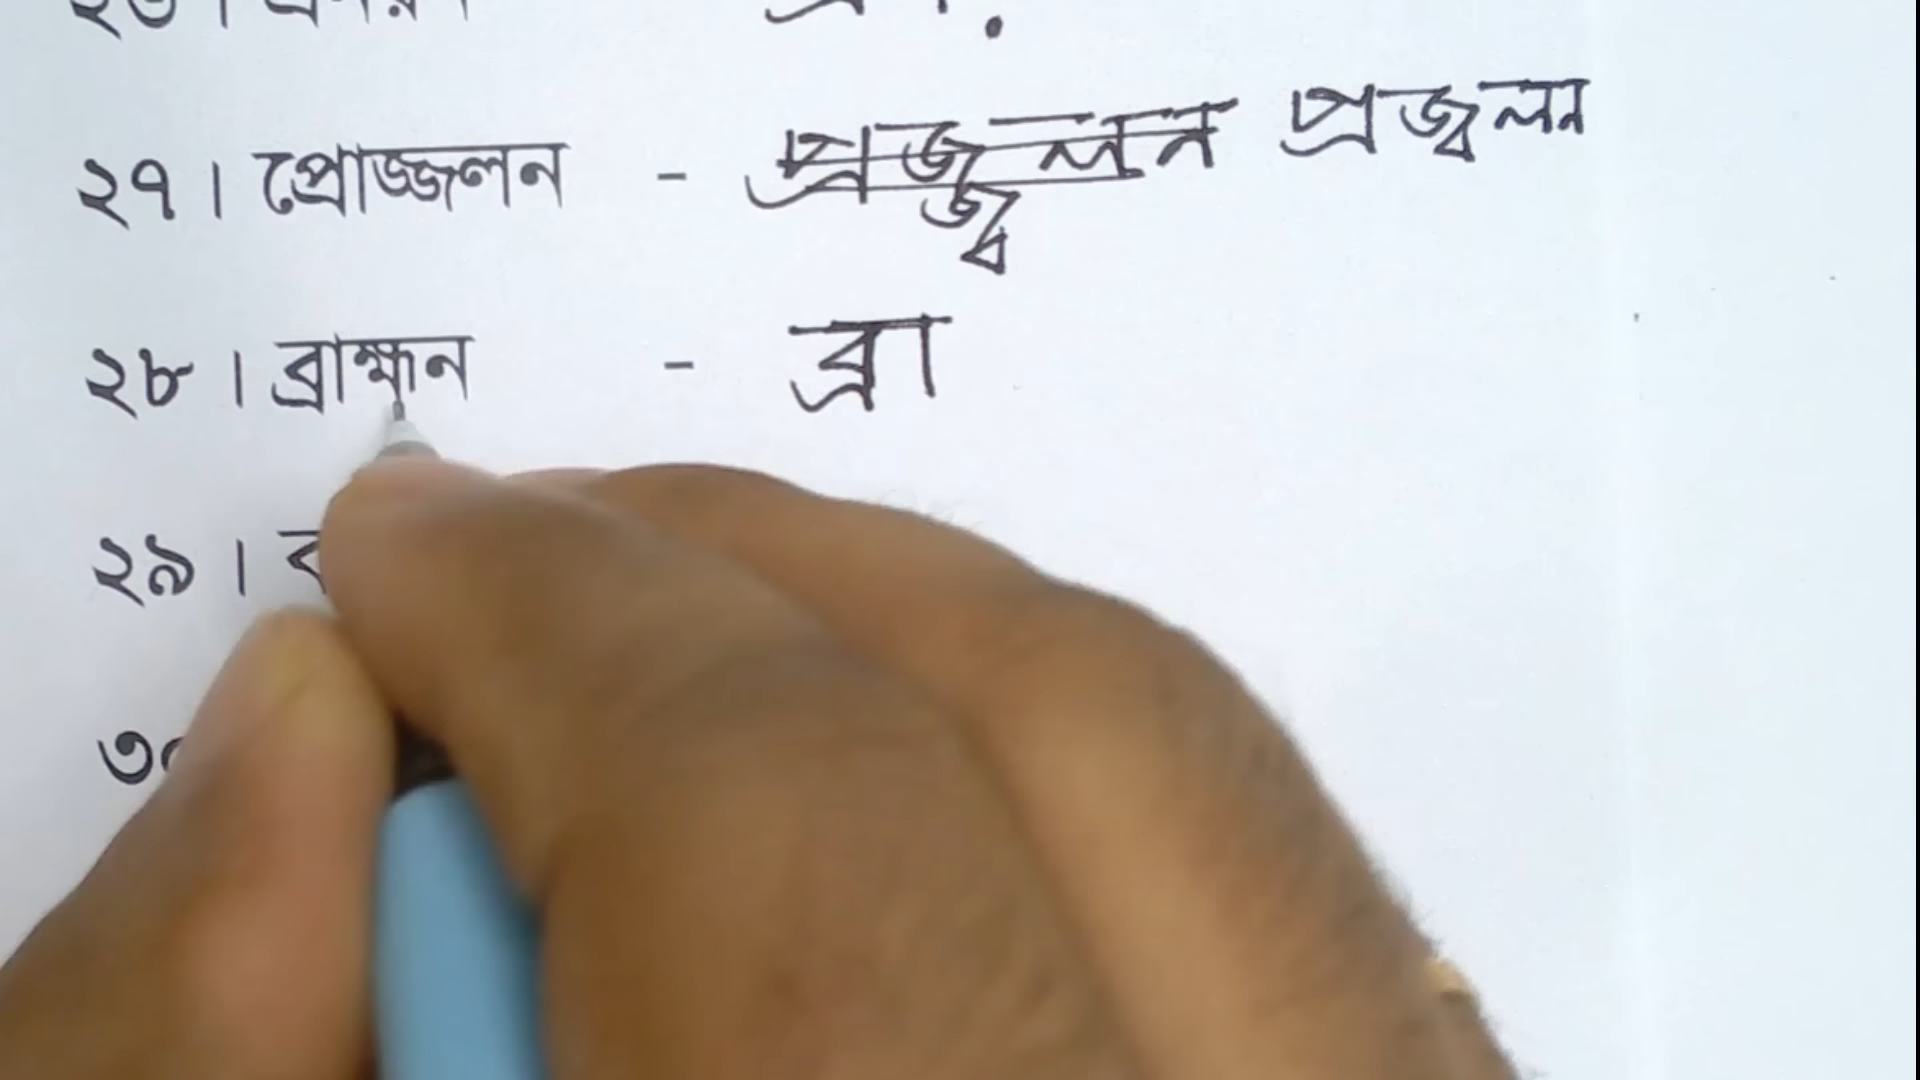 ২৭। প্রোজ্জলন - প্রজ্জ্বলন প্রজ্বলন
জ্জ্ব
২৮। ব্রাহ্মন - ব্রা
২৯। ব